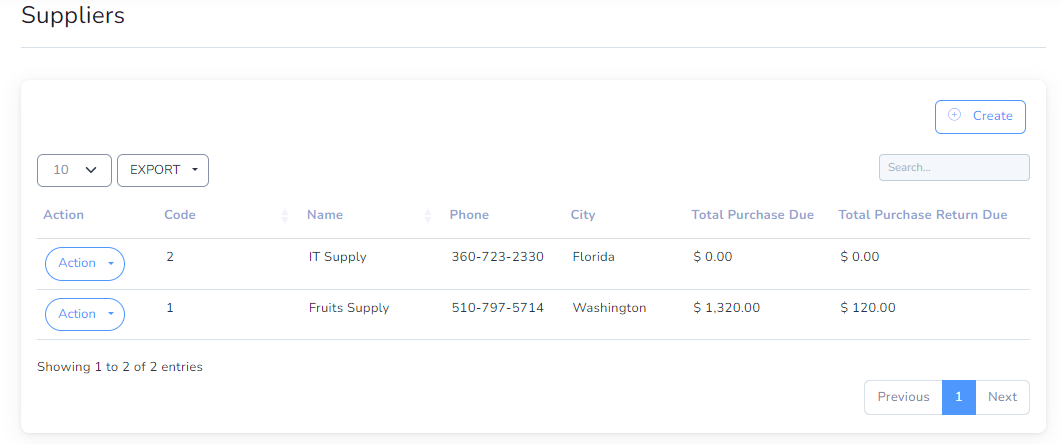 Suppliers
Create
10 EXPORT Search...
Action Code Name Phone City Total Purchase Due Total Purchase Return Due
Action 2 IT Supply 360-723-2330 Florida $ 0.00 $ 0.00
Action 1 Fruits Supply 510-797-5714 Washington $ 1,320.00 $ 120.00
Showing 1 to 2 of 2 entries
Previous 1 Next